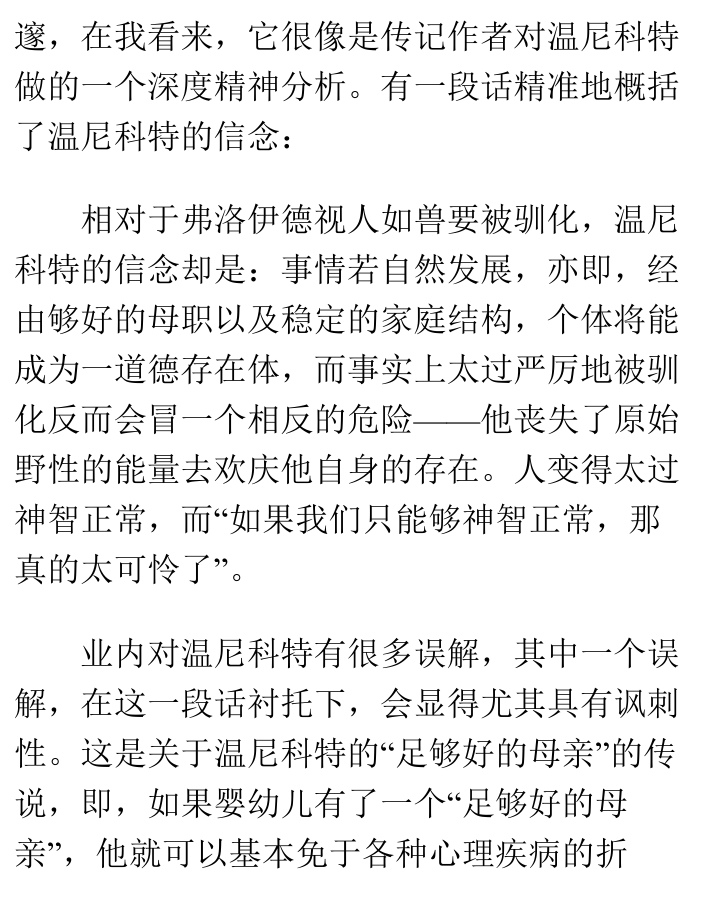 邃，在我看来，它很像是传记作者对温尼科特
做的一个深度精神分析。有一段话精准地概括
了温尼科特的信念：
相对于弗洛伊德视人如兽要被驯化，温尼
科特的信念却是：事情若自然发展，亦即，经
由够好的母职以及稳定的家庭结构，个体将能
成为一道德存在体，而事实上太过严厉地被驯
化反而会冒一个相反的危险——他丧失了原始
野性的能量去欢庆他自身的存在。人变得太过
神智正常，而“如果我们只能够神智正常，那
真的太可怜了”。
业内对温尼科特有很多误解，其中一个误
解，在这一段话衬托下，会显得尤其具有讽刺
性。这是关于温尼科特的“足够好的母亲”的传
说，即，如果婴幼儿有了一个“足够好的母
亲”，他就可以基本免于各种心理疾病的折